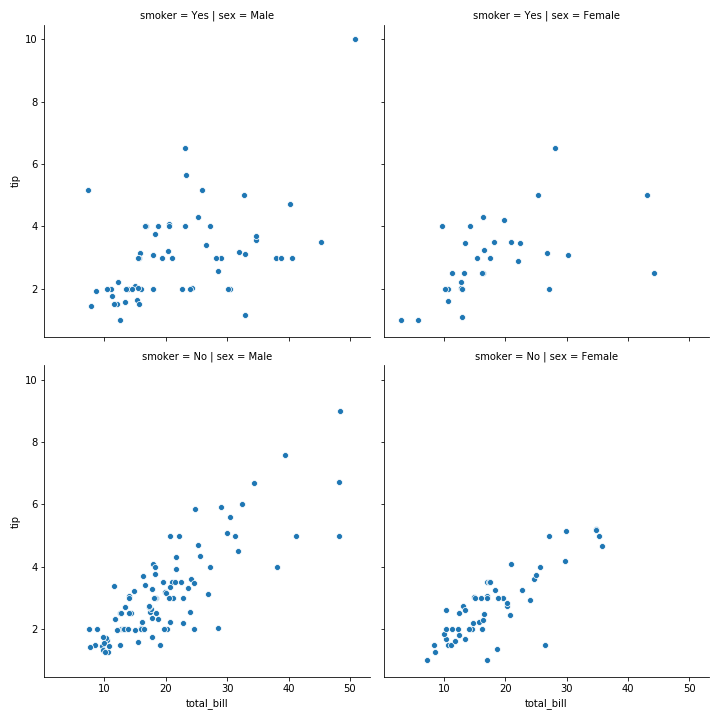 smoker = Yes | sex = Male
smoker = Yes | sex = Female
10
8
6
4
2
tip
smoker = No | sex = Male
smoker = No | sex = Female
10
8
6
4
2
tip
10 20 30 40 50
10 20 30 40 50
total_bill
total_bill